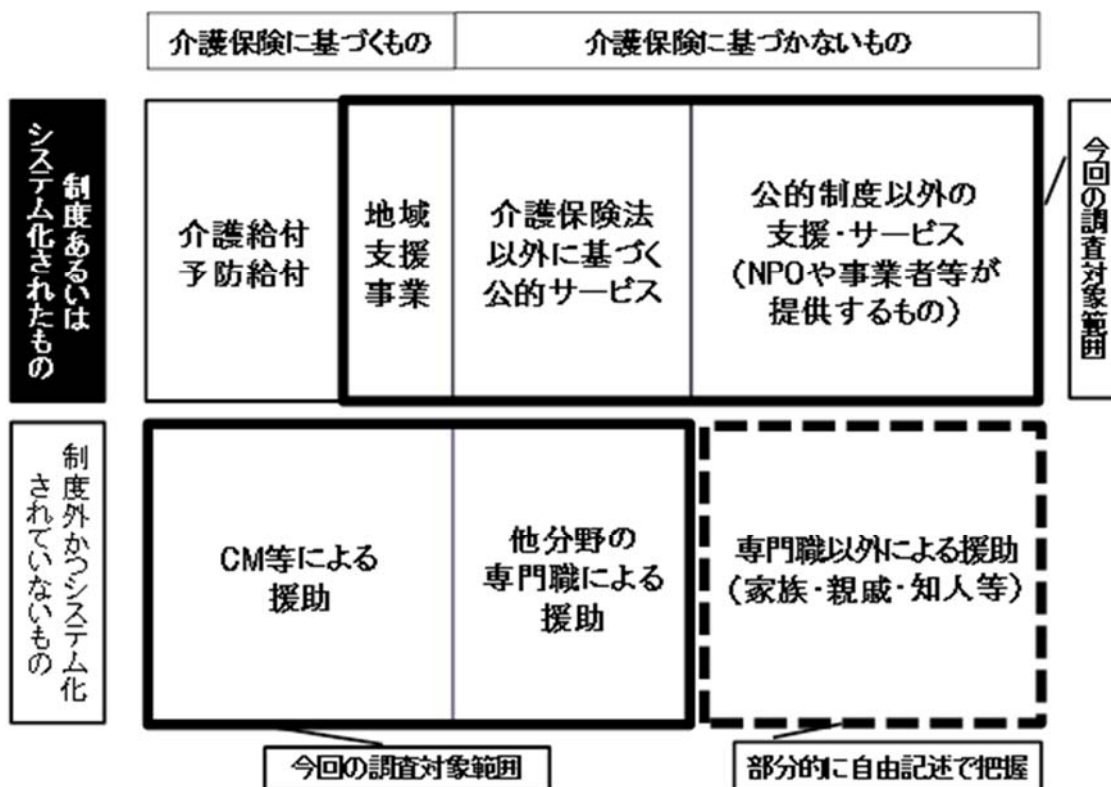 介護保険に基づくもの
介護保険に基づかないもの
制度あるいは
システム化されたもの
介護給付
予防給付
地域
支援
事業
介護保険法
以外に基づく
公的サービス
公的制度以外の
支援・サービス
(NPOや事業者等が
提供するもの)
今回の調査対象範囲
制度外かつシステム化
されていないもの
CM等による
援助
他分野の
専門職による
援助
専門職以外による援助
(家族・親戚・知人等)
今回の調査対象範囲
部分的に自由記述で把握